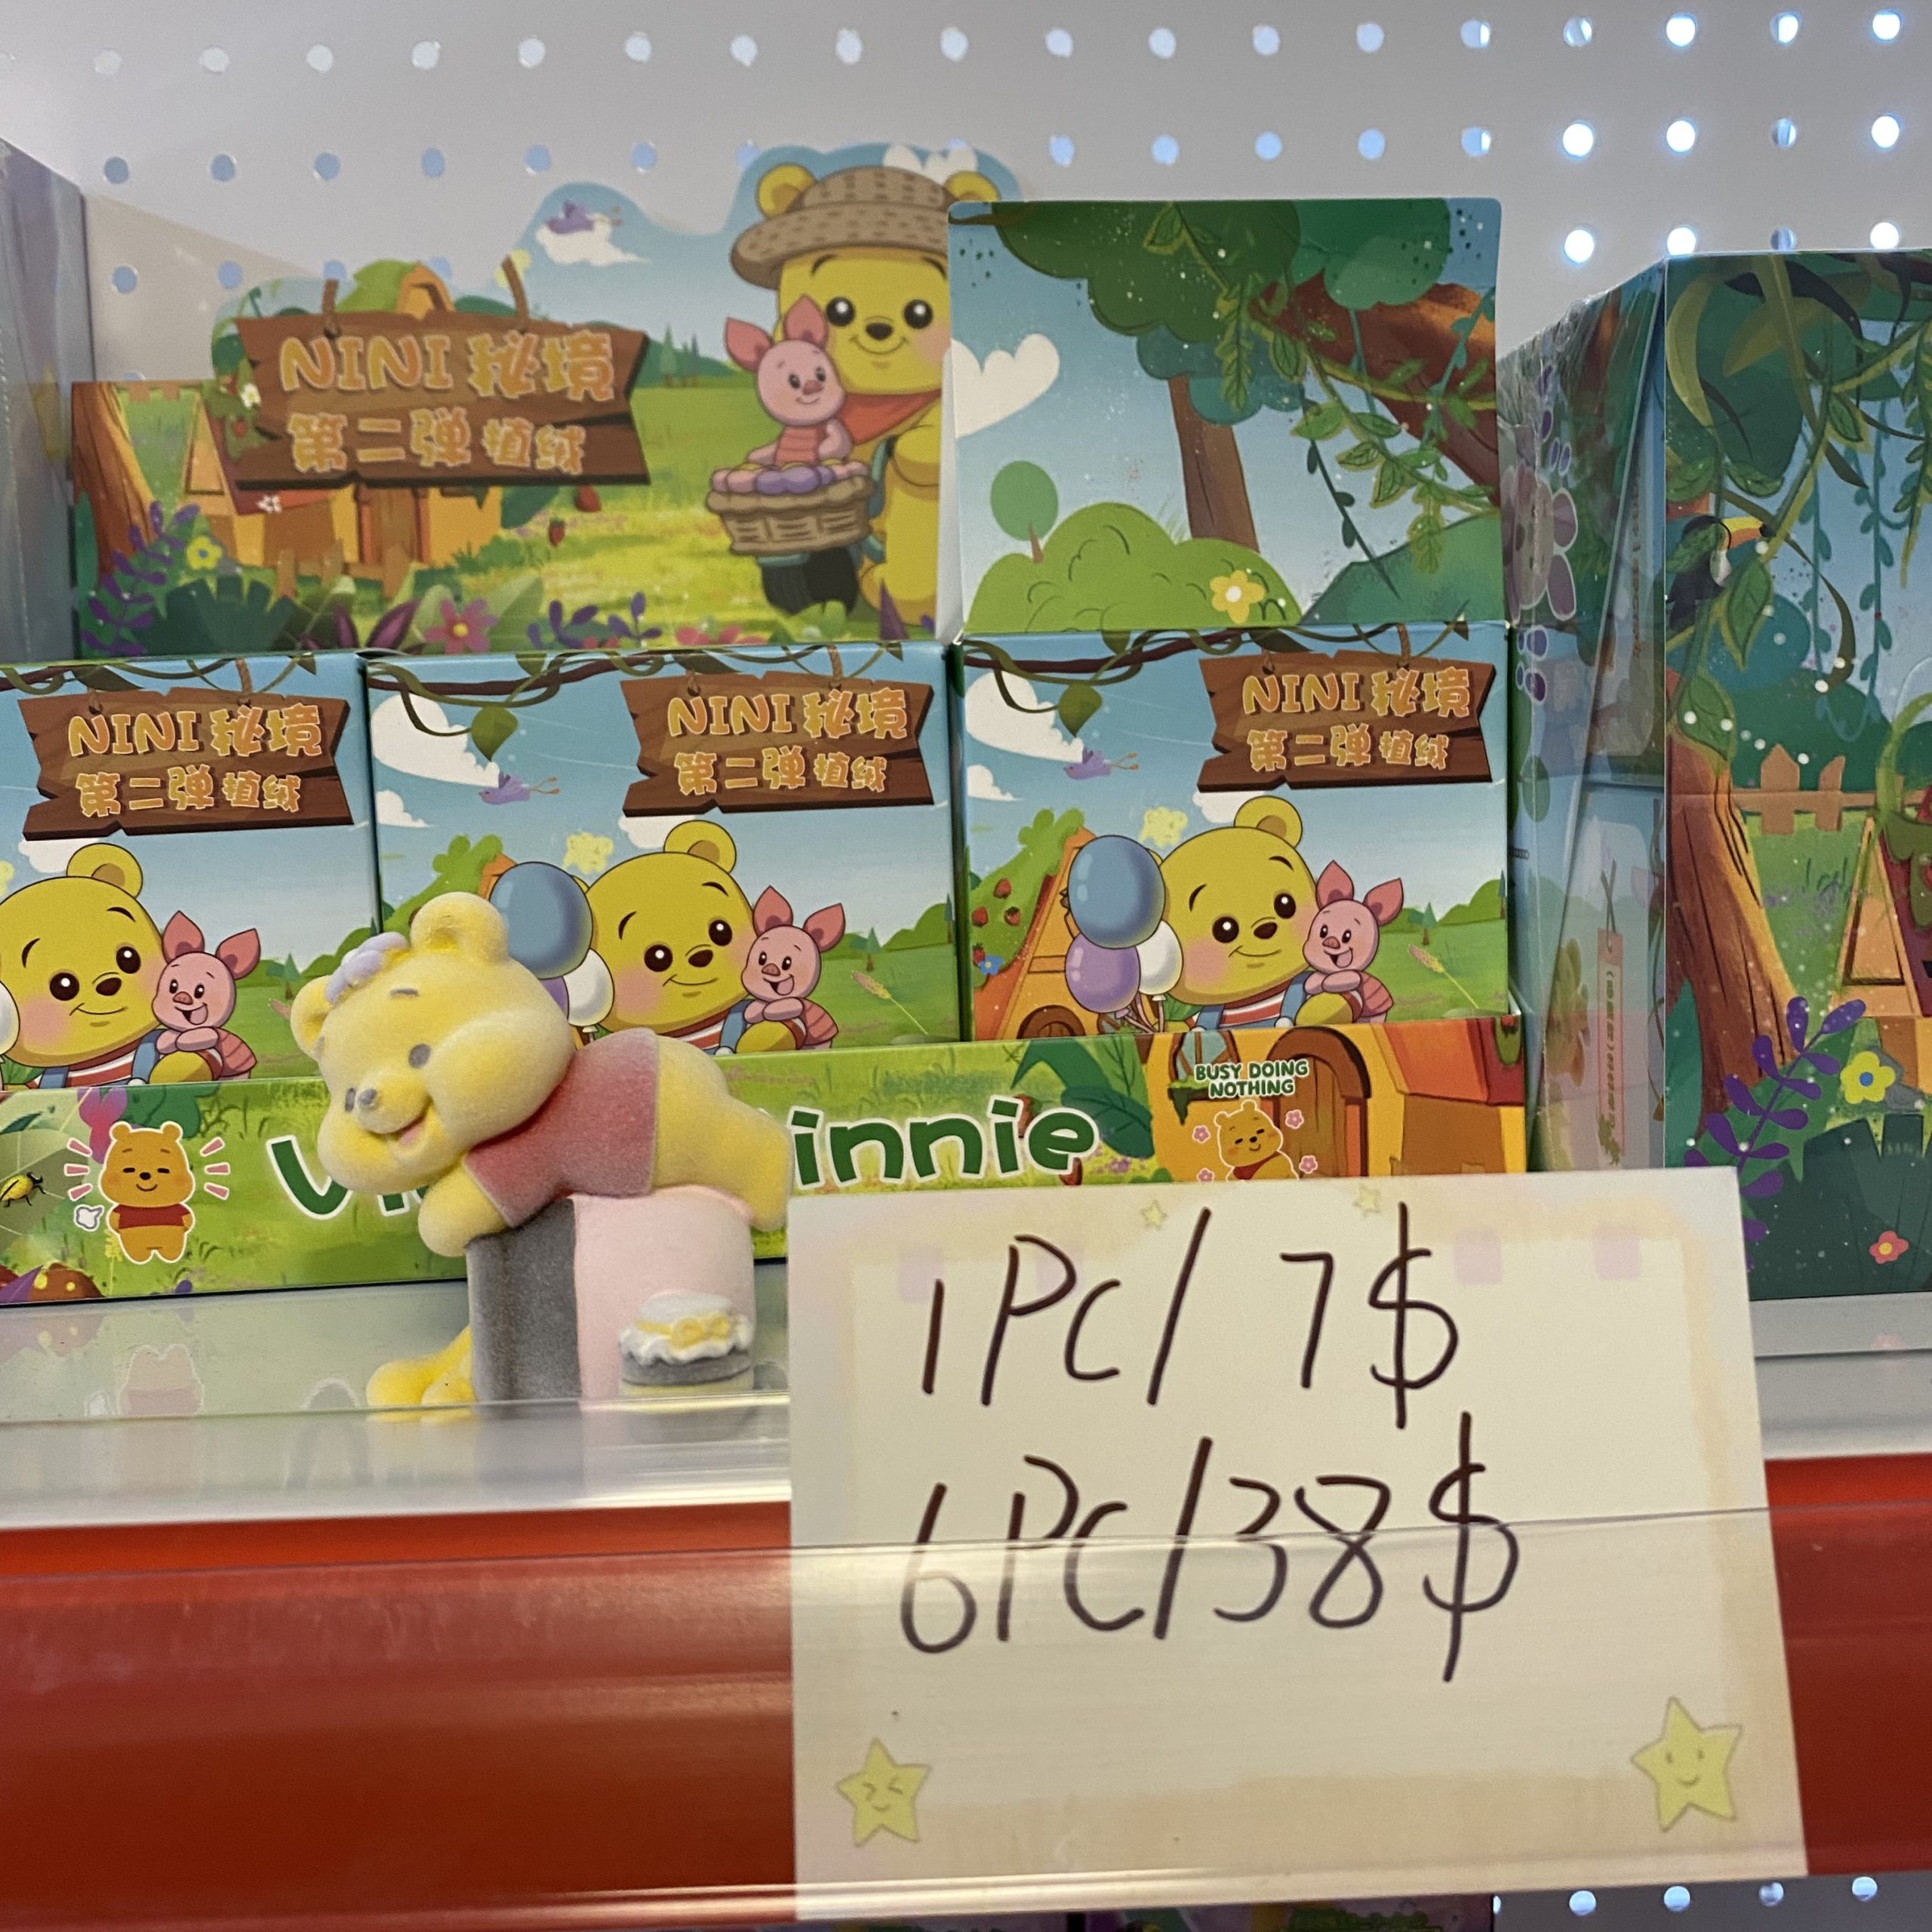 NINI 秘境
第二弹 植绒
NINI 秘境
第二弹 植绒
NINI 秘境
第二弹 植绒
NINI 秘境
第二弹 植绒
innie
BUSY DOING
NOTHING
1PC/ 7$
6PC/38$